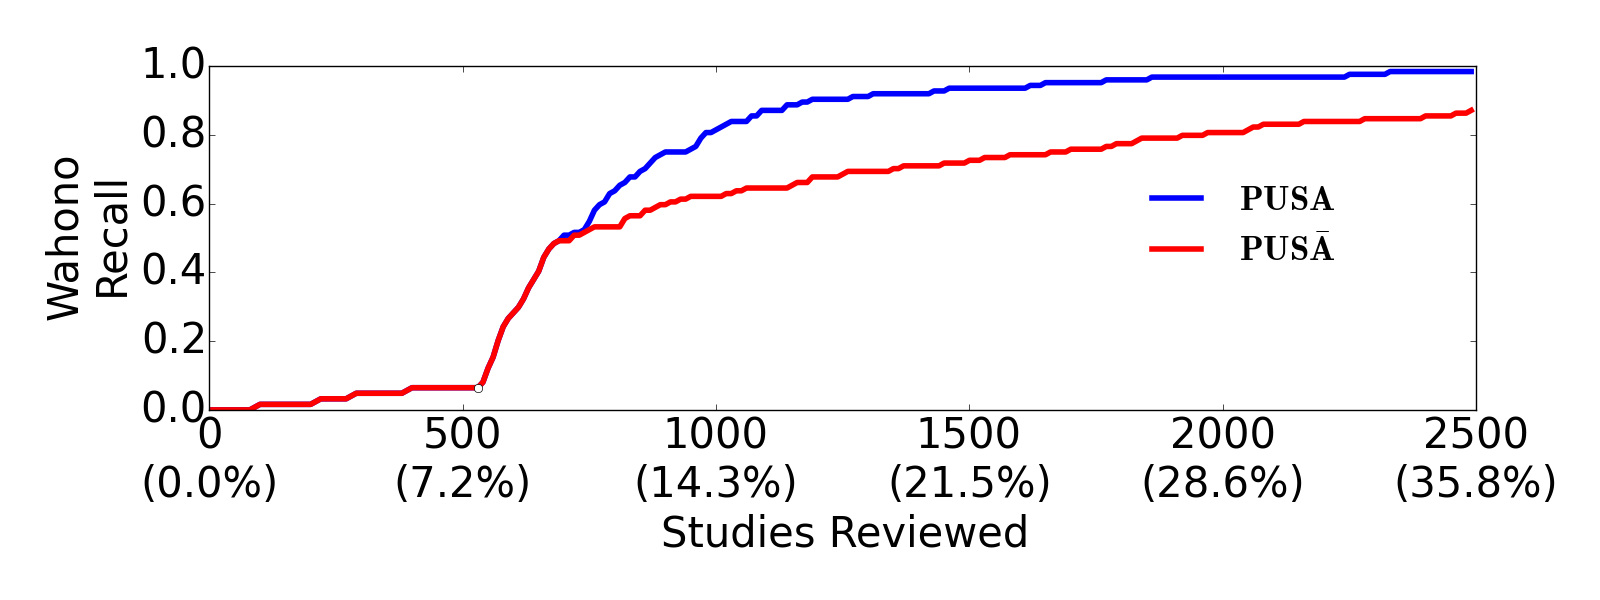 1.0
0.8
0.6
0.4
0.2
0.0
Wahono
Recall
PUSA
PUSĀ
0 500 1000 1500 2000 2500
(0.0%) (7.2%) (14.3%) (21.5%) (28.6%) (35.8%)
Studies Reviewed